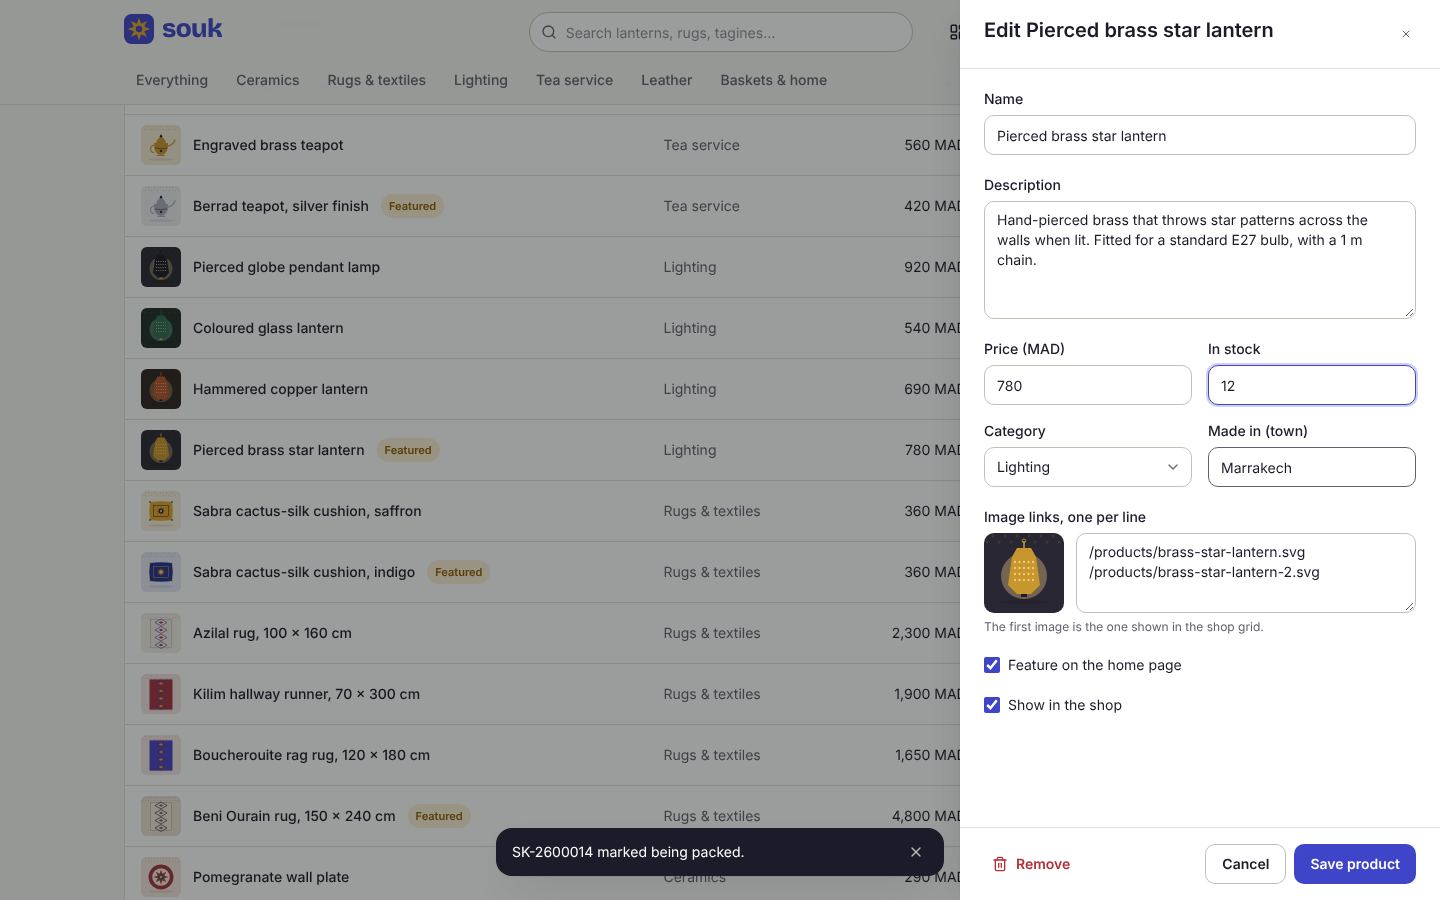 souk
Search lanterns, rugs, tagines...
Everything
Ceramics
Rugs & textiles
Lighting
Tea service
Leather
Baskets & home
Engraved brass teapot
Tea service
560 MAD
Berrad teapot, silver finish
Featured
Tea service
420 MAD
Pierced globe pendant lamp
Lighting
920 MAD
Coloured glass lantern
Lighting
540 MAD
Hammered copper lantern
Lighting
690 MAD
Pierced brass star lantern
Featured
Lighting
780 MAD
Sabra cactus-silk cushion, saffron
Rugs & textiles
360 MAD
Sabra cactus-silk cushion, indigo
Featured
Rugs & textiles
360 MAD
Azilal rug, 100 × 160 cm
Rugs & textiles
2,300 MAD
Kilim hallway runner, 70 × 300 cm
Rugs & textiles
1,900 MAD
Boucherouite rag rug, 120 × 180 cm
Rugs & textiles
1,650 MAD
Beni Ourain rug, 150 × 240 cm
Featured
Rugs & textiles
4,800 MAD
Pomegranate wall plate
Ceramics
290 MAD
SK-2600014 marked being packed.
Edit Pierced brass star lantern
Name
Pierced brass star lantern
Description
Hand-pierced brass that throws star patterns across the
walls when lit. Fitted for a standard E27 bulb, with a 1 m
chain.
Price (MAD)
In stock
780
12
Category
Made in (town)
Lighting
Marrakech
Image links, one per line
/products/brass-star-lantern.svg
/products/brass-star-lantern-2.svg
The first image is the one shown in the shop grid.
Feature on the home page
Show in the shop
Remove
Cancel
Save product